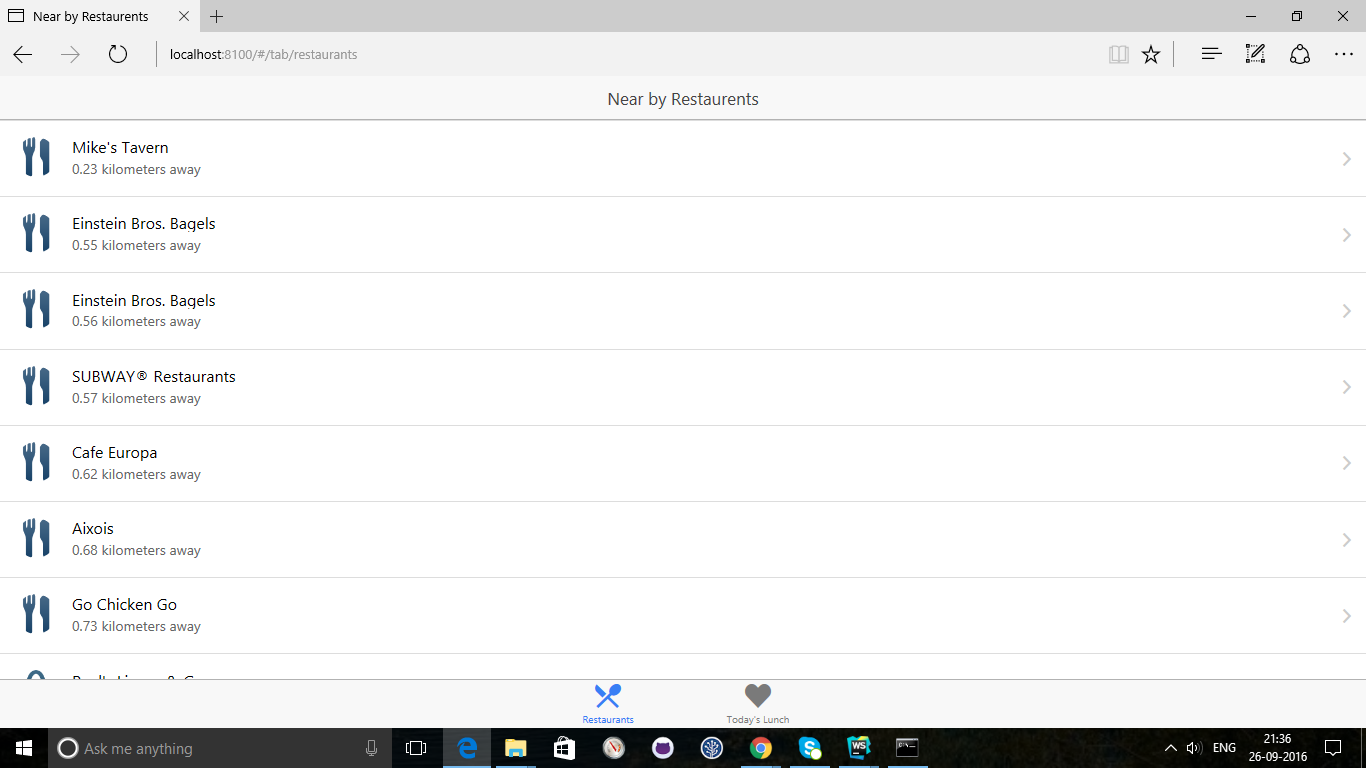 Near by Restaurents
localhost:8100/#/tab/restaurants
Near by Restaurents
Mike's Tavern
0.23 kilometers away
Einstein Bros. Bagels
0.55 kilometers away
Einstein Bros. Bagels
0.56 kilometers away
SUBWAY® Restaurants
0.57 kilometers away
Cafe Europa
0.62 kilometers away
Aixois
0.68 kilometers away
Go Chicken Go
0.73 kilometers away
Restaurants
Today's Lunch
Ask me anything
WS
ENG
21:36
26-09-2016